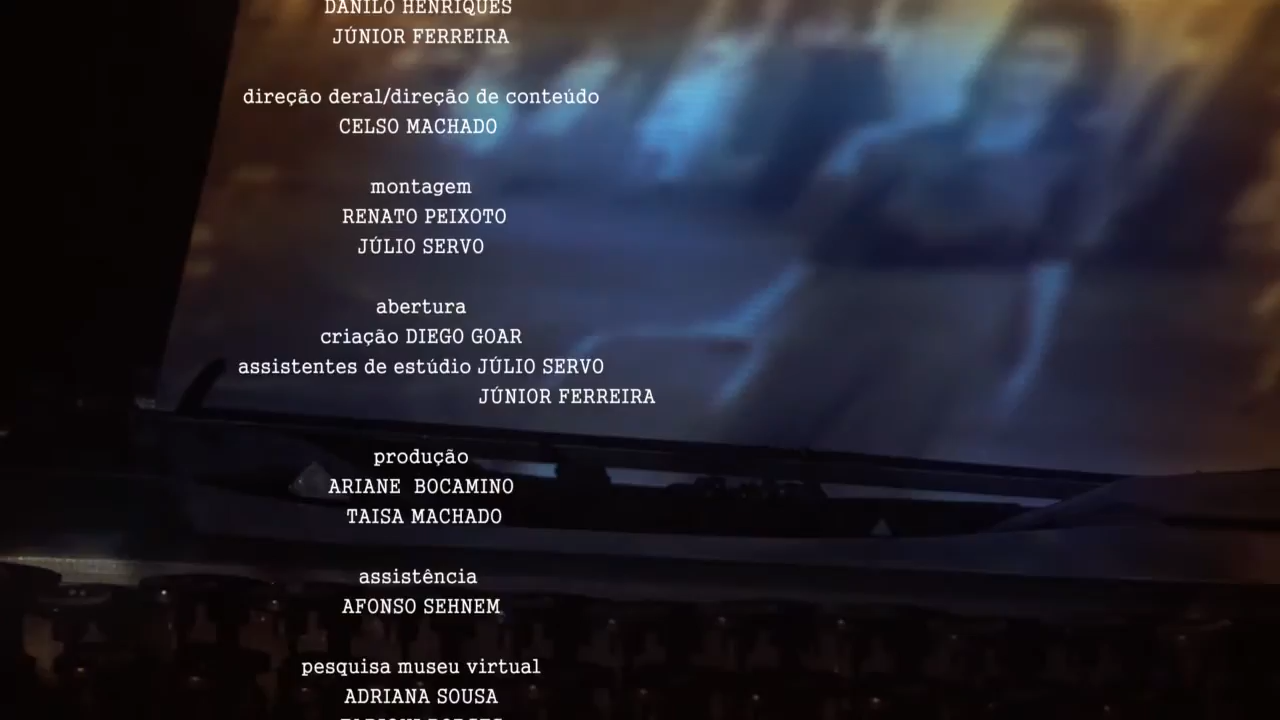 DANILO HENRIQUES
JÚNIOR FERREIRA
direção deral/direção de conteúdo
CELSO MACHADO
montagem
RENATO PEIXOTO
JÚLIO SERVO
abertura
criação DIEGO GOAR
assistentes de estúdio JÚLIO SERVO
JÚNIOR FERREIRA
produção
ARIANE BOCAMINO
TAISA MACHADO
assistência
AFONSO SEHNEM
pesquisa museu virtual
ADRIANA SOUSA